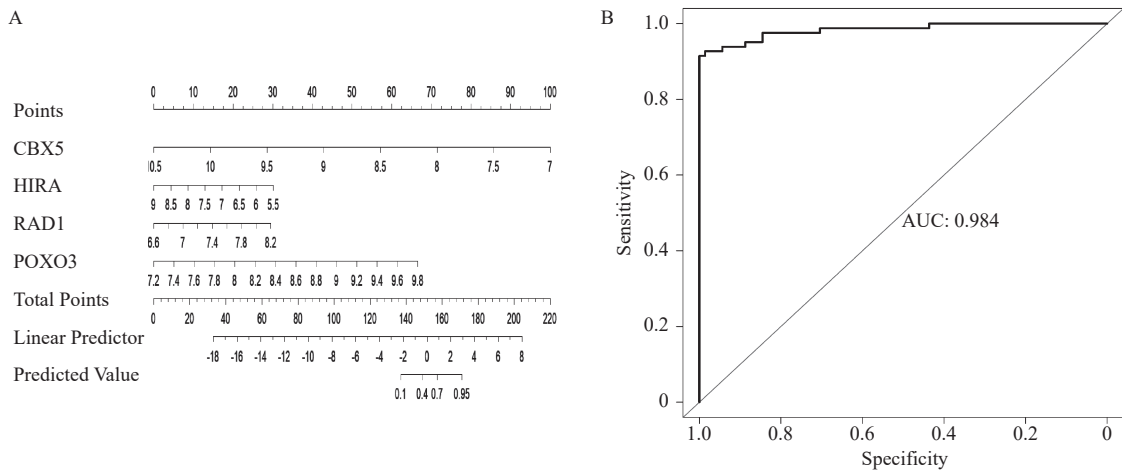 A
0 10 20 30 40 50 60 70 80 90 100
Points
CBX5
10.5 10 9.5 9 8.5 8 7.5 7
HIRA
9 8.5 8 7.5 7 6.5 6 5.5
RAD1
6.6 7 7.4 7.8 8.2
POXO3
7.2 7.4 7.6 7.8 8 8.2 8.4 8.6 8.8 9 9.2 9.4 9.6 9.8
Total Points
0 20 40 60 80 100 120 140 160 180 200 220
Linear Predictor
-18 -16 -14 -12 -10 -8 -6 -4 -2 0 2 4 6 8
Predicted Value
0.1 0.4 0.7 0.95
B
1.0
0.8
0.6
0.4
0.2
0
Sensitivity
AUC: 0.984
1.0 0.8 0.6 0.4 0.2 0
Specificity